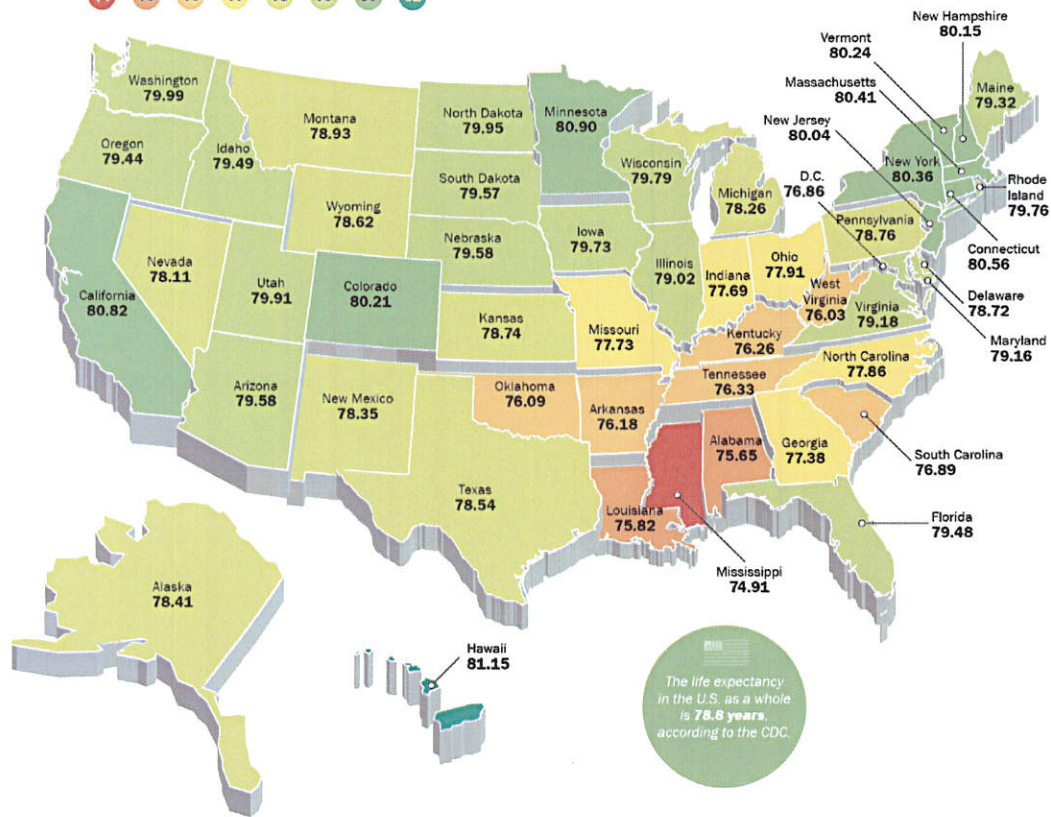 New Hampshire
80.15
Vermont
80.24
Massachusetts
80.41
New Jersey
80.04
D.C.
76.86
Washington
79.99
Montana
78.93
North Dakota
79.95
Minnesota
80.90
Maine
79.32
Oregon
79.44
Idaho
79.49
Wisconsin
79.79
New York
80.36
Rhode
Island
79.76
South Dakota
79.57
Michigan
78.26
Wyoming
78.62
Pennsylvania
78.76
Connecticut
80.56
Nebraska
79.58
Iowa
79.73
Illinois
79.02
Indiana
77.69
Ohio
77.91
Nevada
78.11
Utah
79.91
Colorado
80.21
California
80.82
West
Virginia
76.03
Virginia
79.18
Delaware
78.72
Kansas
78.74
Missouri
77.73
Kentucky
76.26
Maryland
79.16
North Carolina
77.86
Tennessee
76.33
Arizona
79.58
New Mexico
78.35
Oklahoma
76.09
Arkansas
76.18
Alabama
75.65
Georgia
77.38
South Carolina
76.89
Texas
78.54
Louisiana
75.82
Florida
79.48
Mississippi
74.91
Alaska
78.41
Hawaii
81.15
The life expectancy
in the U.S. as a whole
is 78.8 years,
according to the CDC.